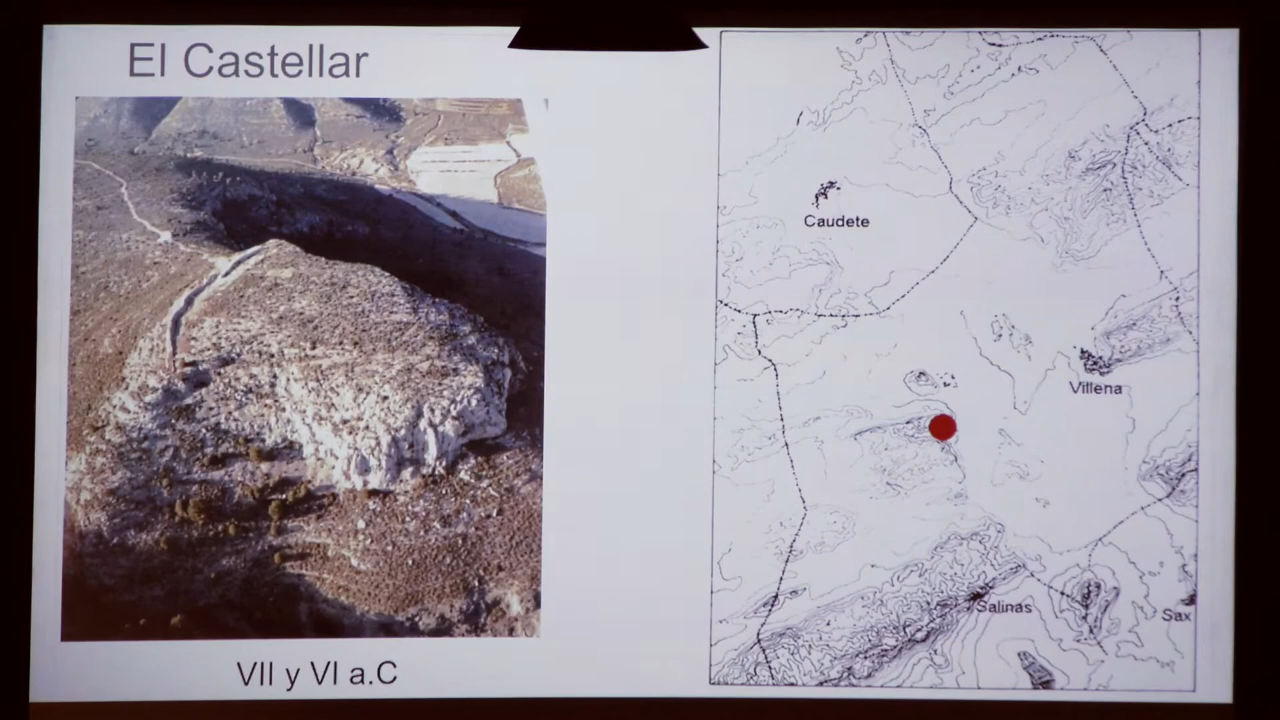 El Castellar
VII y VI a.C
Caudete
Villena
Salinas
Sax